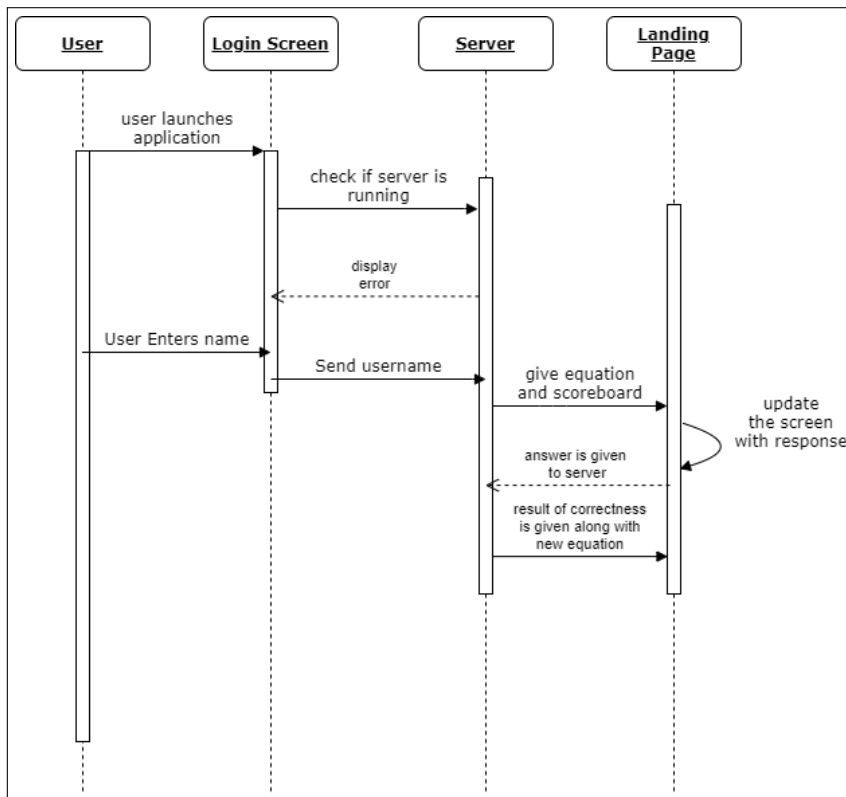 User
Login Screen
Server
Landing
Page
user launches
application
check if server is
running
display
error
User Enters name
Send username
give equation
and scoreboard
update
the screen
with response
answer is given
to server
result of correctness
is given along with
new equation